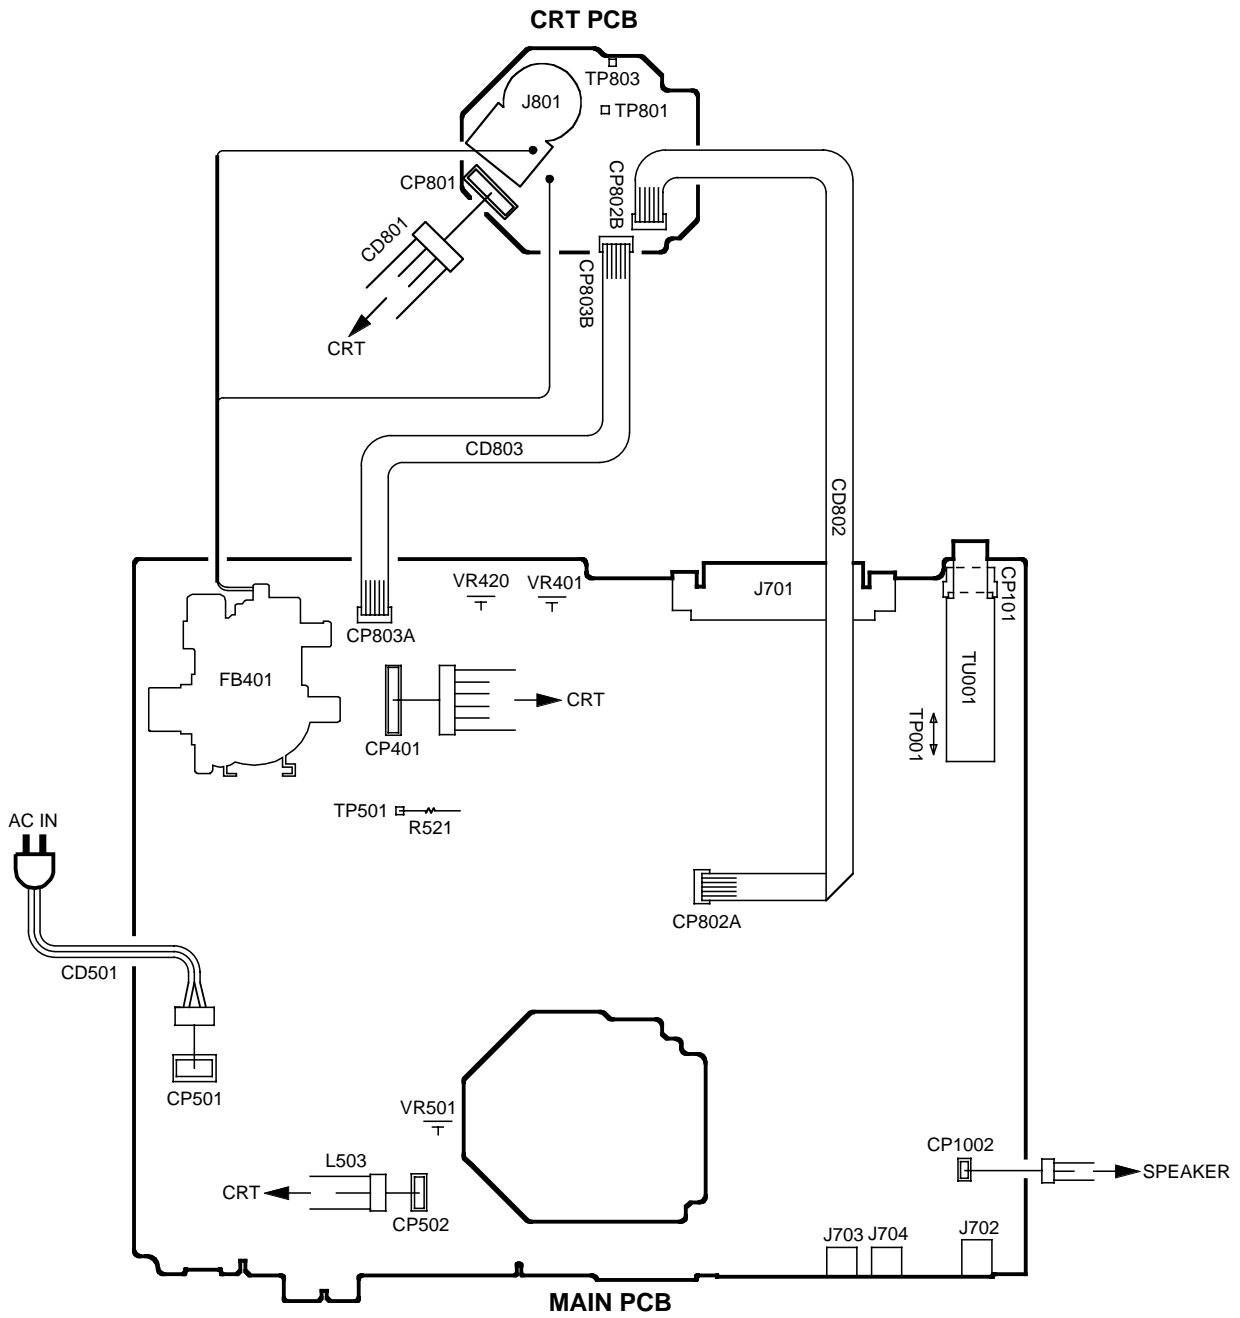 CRT PCB
TP803
J801
TP801
CP801
CP802B
CD801
CP803B
CRT
CD803
CD802
VR420
VR401
J701
CP101
CP803A
FB401
TU001
CRT
TP001
CP401
TP501
R521
AC IN
CP802A
CD501
CP501
VR501
CP1002
L503
SPEAKER
CRT
CP502
J703
J704
J702
MAIN PCB